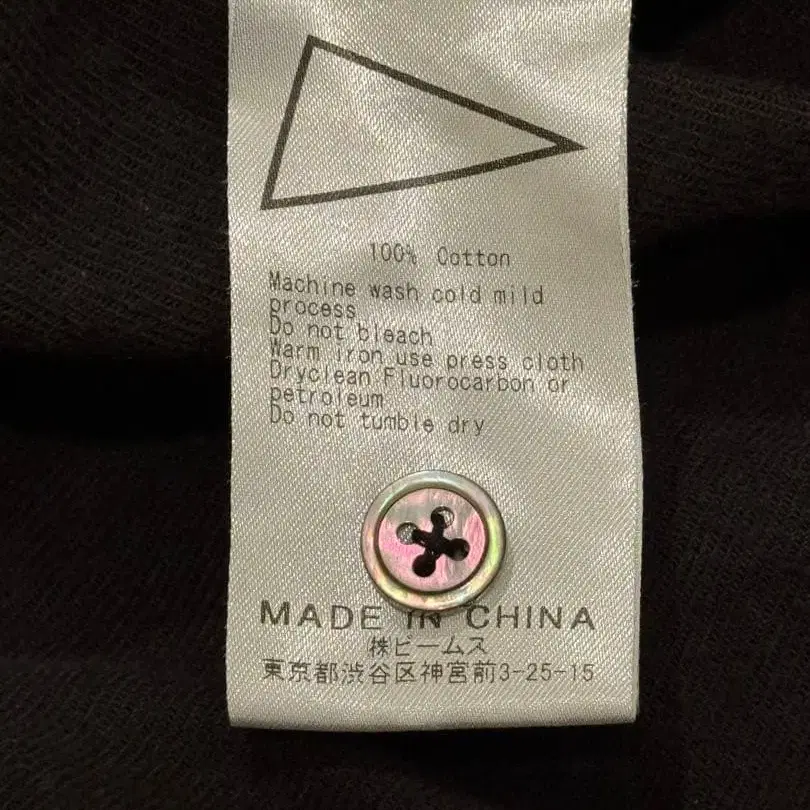 100% Cotton
Machine wash cold mild
process
Do not bleach
Warm iron use press cloth
Dryclean Fluorocarbon or
petroleum
Do not tumble dry
MADE IN CHINA
㈱ビームス
東京都渋谷区神宮前3-25-15